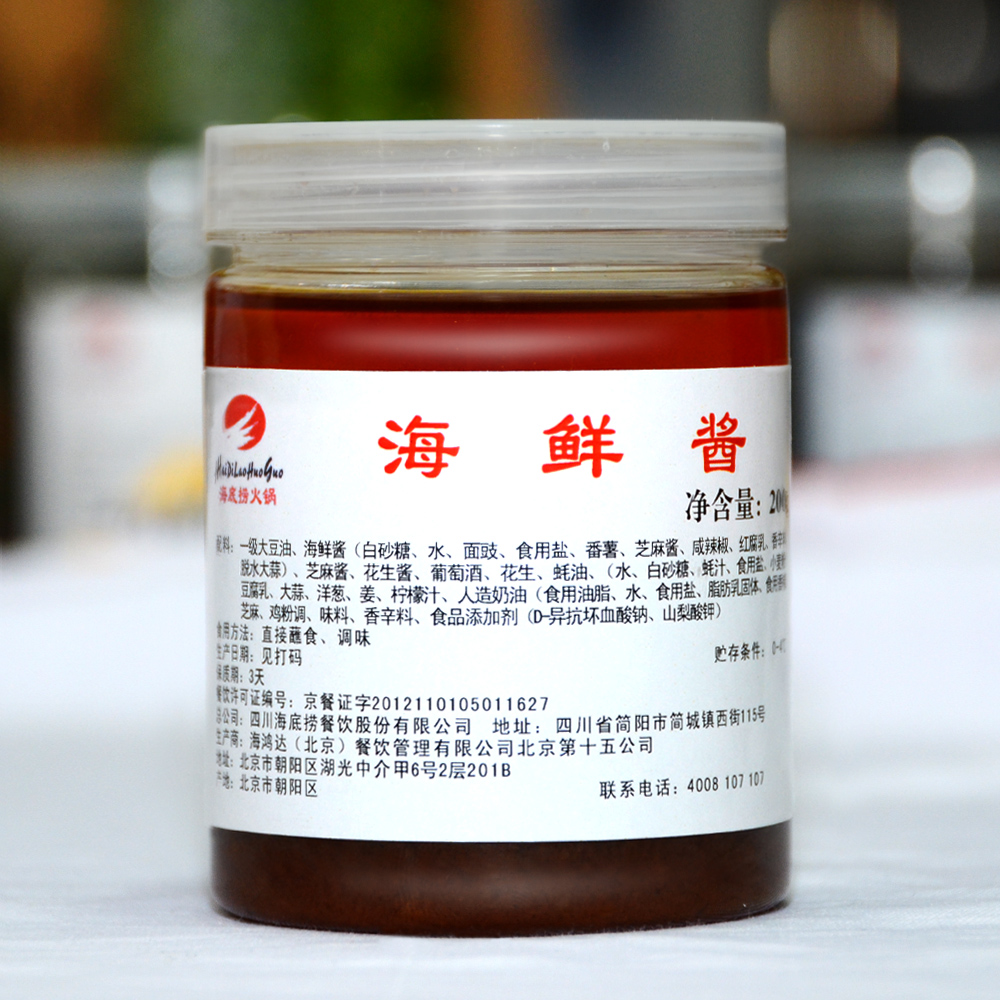 海鲜酱
HaiDiLaoHuoGuo
海底捞火锅
净含量：200g
配料：一级大豆油、海鲜酱（白砂糖、水、面豉、食用盐、番薯、芝麻酱、咸辣椒、红腐乳、香辛
脱水大蒜）、芝麻酱、花生酱、葡萄酒、花生、蚝油、（水、白砂糖、蚝汁、食用盐、小麦
豆腐乳、大蒜、洋葱、姜、柠檬汁、人造奶油（食用油脂、水、食用盐、脂肪乳固体、食用香
芝麻、鸡粉调、味料、香辛料、食品添加剂（D-异抗坏血酸钠、山梨酸钾）
食用方法：直接蘸食、调味
生产日期：见打码
贮存条件：0-4℃
保质期：3天
餐饮许可证编号：京餐证字2012110105011627
总公司：四川海底捞餐饮股份有限公司 地址：四川省简阳市简城镇西街115号
生产商：海鸿达（北京）餐饮管理有限公司北京第十五公司
地址：北京市朝阳区湖光中介甲6号2层201B
产地：北京市朝阳区
联系电话：4008 107 107